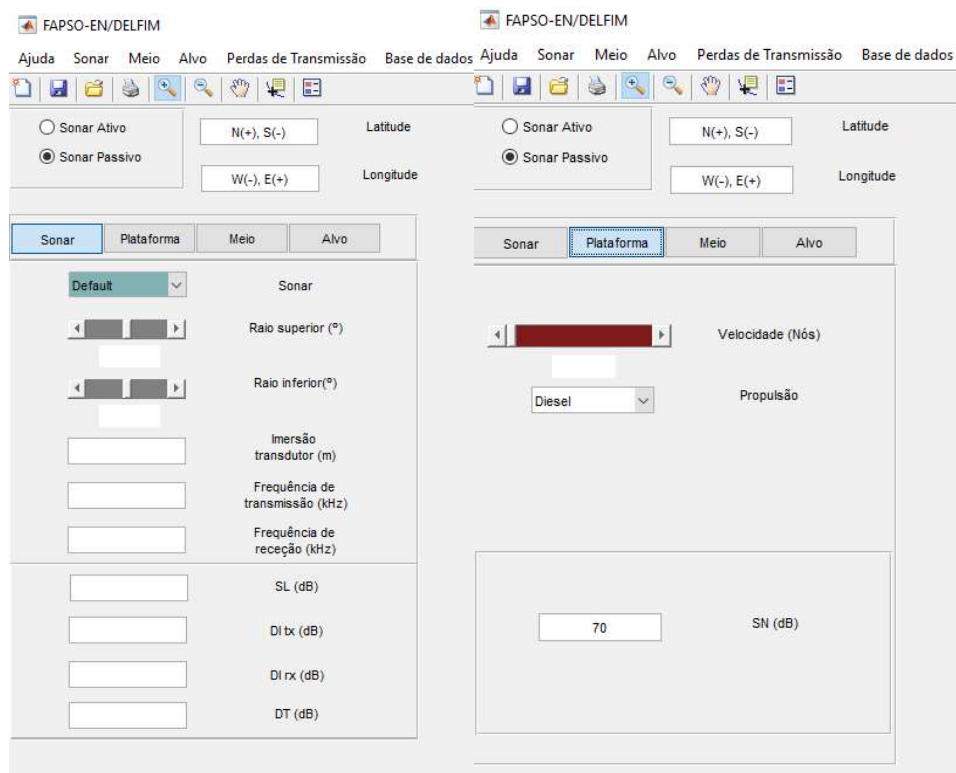 FAPSO-EN/DELFIM
Ajuda Sonar Meio Alvo Perdas de Transmissão Base de dados
Sonar Ativo
Sonar Passivo
N(+), S(-) Latitude
W(-), E(+) Longitude
Sonar Plataforma Meio Alvo
Default Sonar
Raio superior (º)
Raio inferior(º)
Imersão
transdutor (m)
Frequência de
transmissão (kHz)
Frequência de
receção (kHz)
SL (dB)
DI tx (dB)
DI rx (dB)
DT (dB)
FAPSO-EN/DELFIM
Ajuda Sonar Meio Alvo Perdas de Transmissão Base de dados
Sonar Ativo
Sonar Passivo
N(+), S(-) Latitude
W(-), E(+) Longitude
Sonar Plataforma Meio Alvo
Velocidade (Nós)
Diesel Propulsão
70 SN (dB)